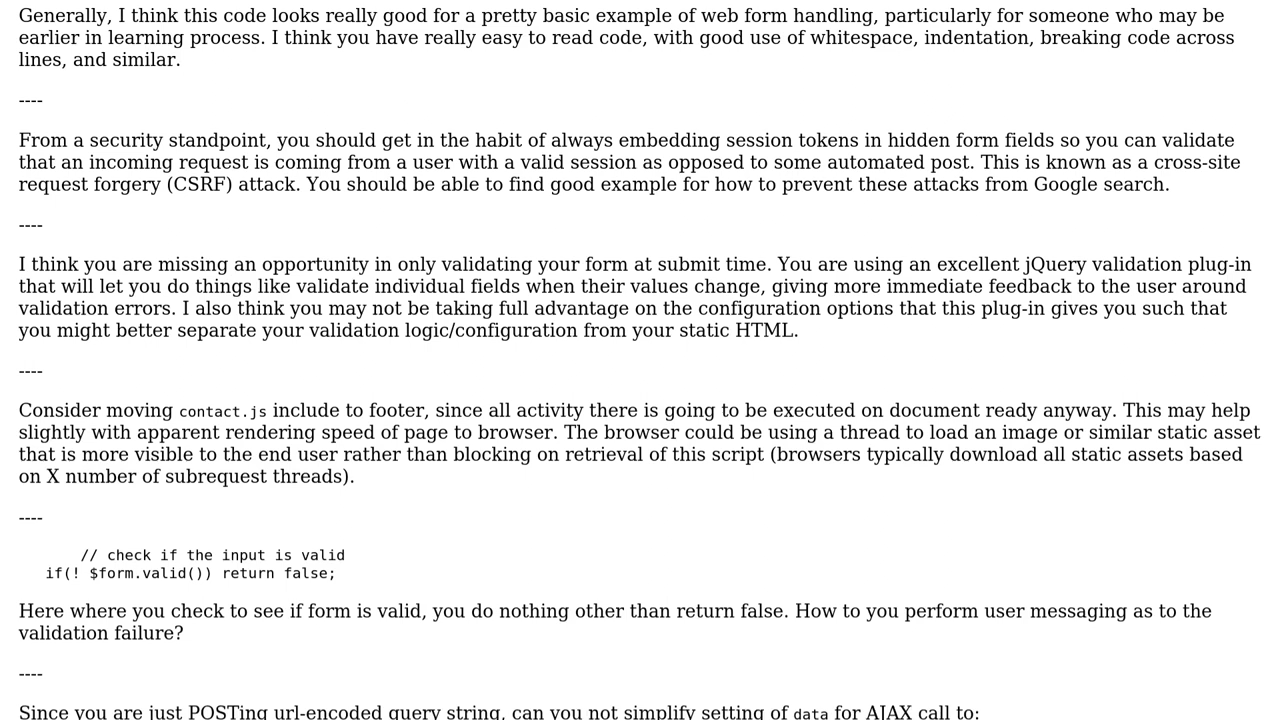 Generally, I think this code looks really good for a pretty basic example of web form handling, particularly for someone who may be
earlier in learning process. I think you have really easy to read code, with good use of whitespace, indentation, breaking code across
lines, and similar.
----
From a security standpoint, you should get in the habit of always embedding session tokens in hidden form fields so you can validate
that an incoming request is coming from a user with a valid session as opposed to some automated post. This is known as a cross-site
request forgery (CSRF) attack. You should be able to find good example for how to prevent these attacks from Google search.
----
I think you are missing an opportunity in only validating your form at submit time. You are using an excellent jQuery validation plug-in
that will let you do things like validate individual fields when their values change, giving more immediate feedback to the user around
validation errors. I also think you may not be taking full advantage on the configuration options that this plug-in gives you such that
you might better separate your validation logic/configuration from your static HTML.
----
Consider moving contact.js include to footer, since all activity there is going to be executed on document ready anyway. This may help
slightly with apparent rendering speed of page to browser. The browser could be using a thread to load an image or similar static asset
that is more visible to the end user rather than blocking on retrieval of this script (browsers typically download all static assets based
on X number of subrequest threads).
----
// check if the input is valid
if(! $form.valid()) return false;
Here where you check to see if form is valid, you do nothing other than return false. How to you perform user messaging as to the
validation failure?
----
Since you are just POSTing url-encoded query string, can you not simplify setting of data for AJAX call to: